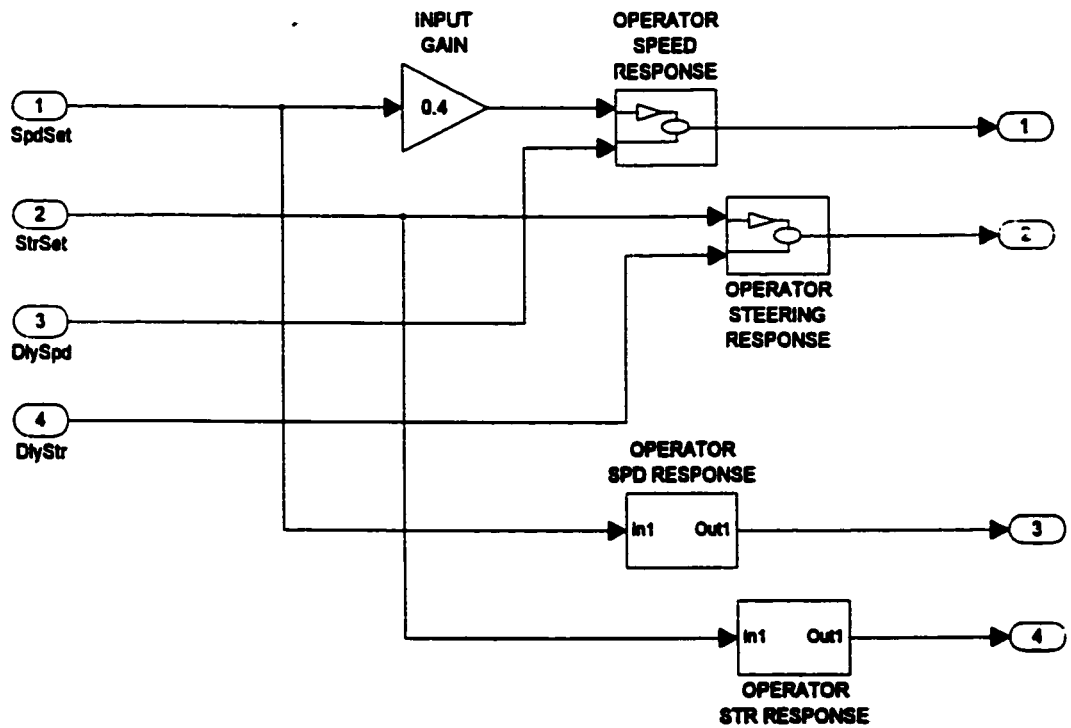 INPUT
GAIN
OPERATOR
SPEED
RESPONSE
1
SpdSet
0.4
1
2
StrSet
2
OPERATOR
STEERING
RESPONSE
3
DlySpd
4
DlyStr
OPERATOR
SPD RESPONSE
In1 Out1
3
In1 Out1
4
OPERATOR
STR RESPONSE